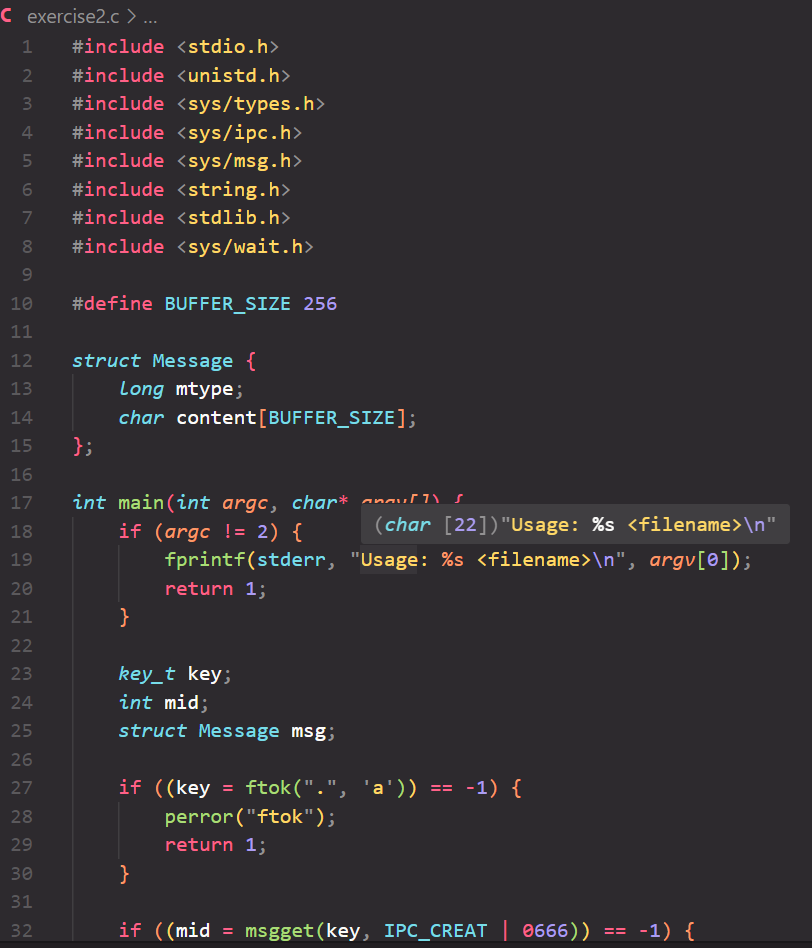 C exercise2.c > ...
1 #include <stdio.h>
2 #include <unistd.h>
3 #include <sys/types.h>
4 #include <sys/ipc.h>
5 #include <sys/msg.h>
6 #include <string.h>
7 #include <stdlib.h>
8 #include <sys/wait.h>
9
10 #define BUFFER_SIZE 256
11
12 struct Message {
13     long mtype;
14     char content[BUFFER_SIZE];
15 };
16
17 int main(int argc, char* argv[]) {
(char [22])"Usage: %s <filename>\n"
18     if (argc != 2) {
19         fprintf(stderr, "Usage: %s <filename>\n", argv[0]);
20         return 1;
21     }
22
23     key_t key;
24     int mid;
25     struct Message msg;
26
27     if ((key = ftok(".", 'a')) == -1) {
28         perror("ftok");
29         return 1;
30     }
31
32     if ((mid = msgget(key, IPC_CREAT | 0666)) == -1) {